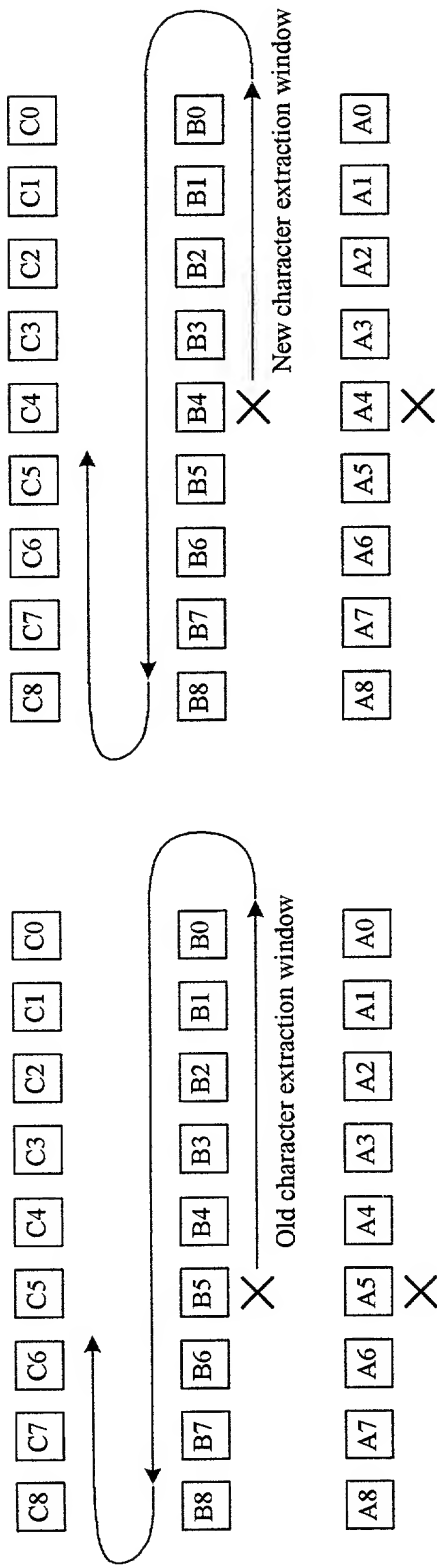 C8 C7 C6 C5 C4 C3 C2 C1 C0
B8 B7 B6 B5 B4 B3 B2 B1 B0
Old character extraction window
A8 A7 A6 A5 A4 A3 A2 A1 A0
C8 C7 C6 C5 C4 C3 C2 C1 C0
B8 B7 B6 B5 B4 B3 B2 B1 B0
New character extraction window
A8 A7 A6 A5 A4 A3 A2 A1 A0